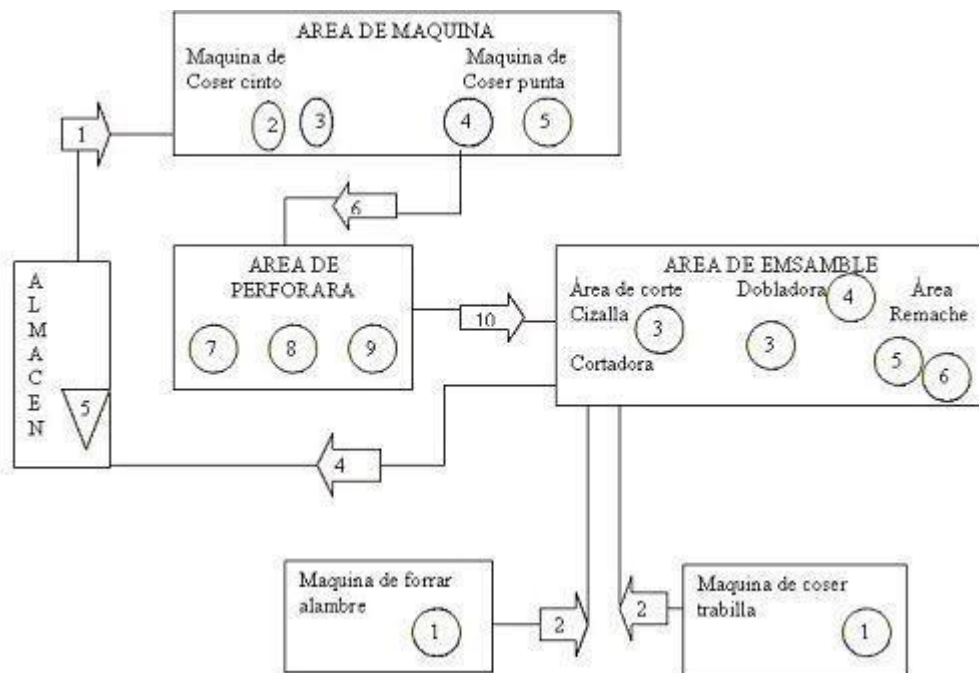 AREA DE MAQUINA
Maquina de
Coser cinto
Maquina de
Coser punta
2
3
4
5
1
6
AREA DE
PERFORARA
7
8
9
10
AREA DE EMSAMBLE
Área de corte
Cizalla
3
Cortadora
Dobladora
4
3
Área
Remache
5
6
ALMACEN
5
4
Maquina de forrar
alambre
1
2
2
Maquina de coser
trabilla
1